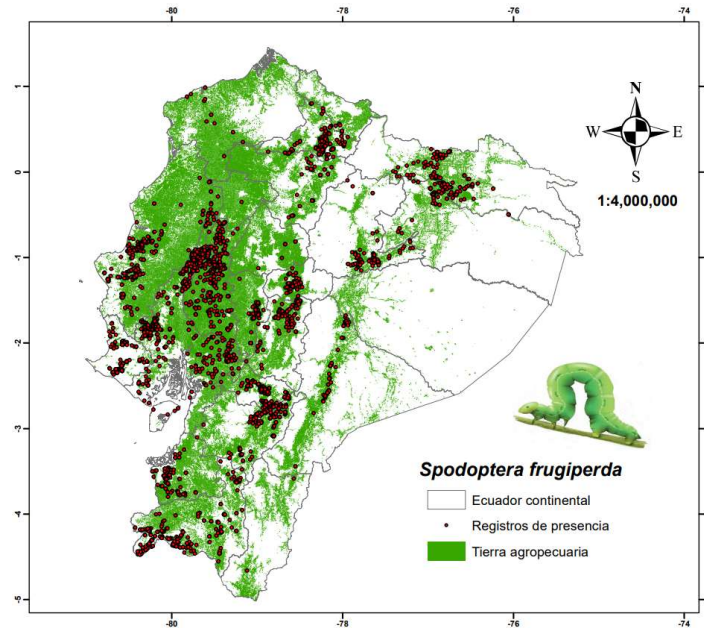 -80 -78 -76 -74
1
0
-1
-2
-3
-4
-5
N
W E
S
1:4,000,000
Spodoptera frugiperda
Ecuador continental
Registros de presencia
Tierra agropecuaria
-80 -78 -76 -74